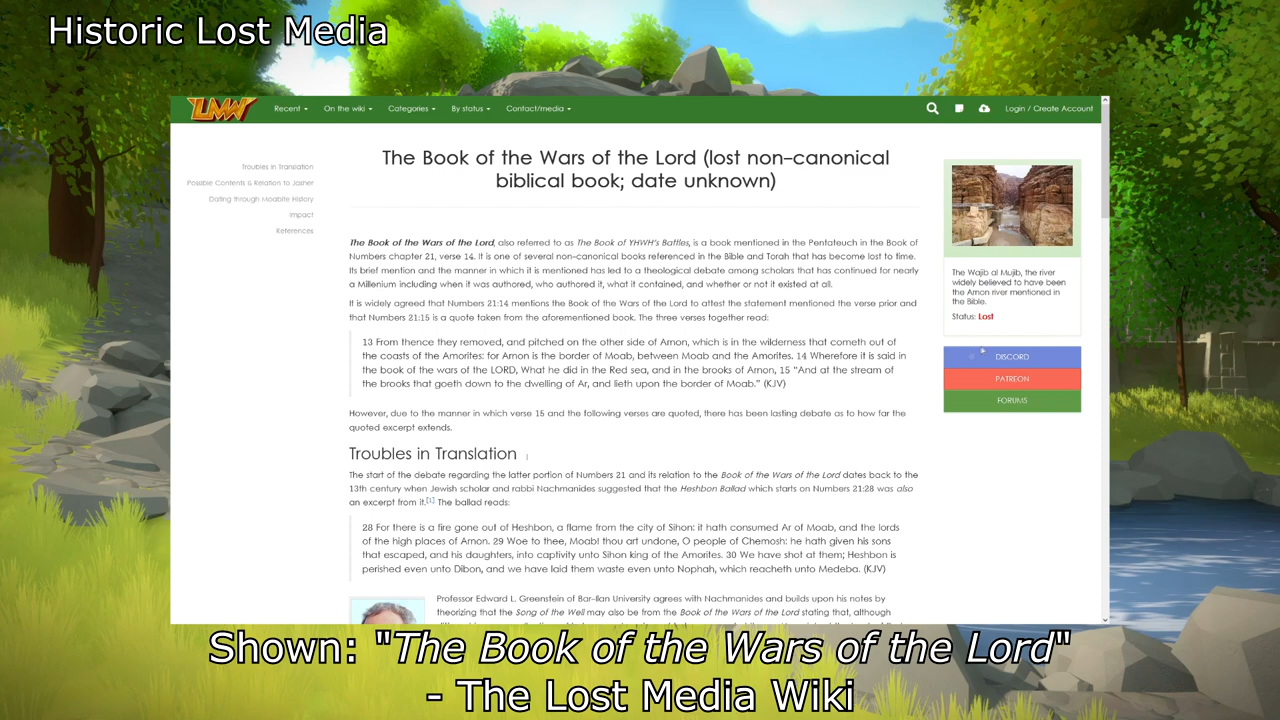 Historic Lost Media
LMW
Recent
On the wiki
Categories
By status
Contact/media
Login / Create Account
Troubles in Translation
Possible Contents & Relation to Jasher
Dating through Moabite History
Impact
References
The Book of the Wars of the Lord (lost non-canonical
biblical book; date unknown)
The Book of the Wars of the Lord, also referred to as The Book of YHWH's Battles, is a book mentioned in the Pentateuch in the Book of
Numbers chapter 21, verse 14. It is one of several non-canonical books referenced in the Bible and Torah that has become lost to time.
Its brief mention and the manner in which it is mentioned has led to a theological debate among scholars that has continued for nearly
a Millenium including when it was authored, who authored it, what it contained, and whether or not it existed at all.
It is widely agreed that Numbers 21:14 mentions the Book of the Wars of the Lord to attest the statement mentioned the verse prior and
that Numbers 21:15 is a quote taken from the aforementioned book. The three verses together read:
13 From thence they removed, and pitched on the other side of Arnon, which is in the wilderness that cometh out of
the coasts of the Amorites: for Arnon is the border of Moab, between Moab and the Amorites. 14 Wherefore it is said in
the book of the wars of the LORD, What he did in the Red sea, and in the brooks of Arnon, 15 "And at the stream of
the brooks that goeth down to the dwelling of Ar, and lieth upon the border of Moab." (KJV)
However, due to the manner in which verse 15 and the following verses are quoted, there has been lasting debate as to how far the
quoted excerpt extends.
Troubles in Translation
The start of the debate regarding the latter portion of Numbers 21 and its relation to the Book of the Wars of the Lord dates back to the
13th century when Jewish scholar and rabbi Nachmanides suggested that the Heshbon Ballad which starts on Numbers 21:28 was also
an excerpt from it.[1] The ballad reads:
28 For there is a fire gone out of Heshbon, a flame from the city of Sihon: it hath consumed Ar of Moab, and the lords
of the high places of Arnon. 29 Woe to thee, Moab! thou art undone, O people of Chemosh: he hath given his sons
that escaped, and his daughters, into captivity unto Sihon king of the Amorites. 30 We have shot at them; Heshbon is
perished even unto Dibon, and we have laid them waste even unto Nophah, which reacheth unto Medeba. (KJV)
Professor Edward L. Greenstein of Bar-Ilan University agrees with Nachmanides and builds upon his notes by
theorizing that the Song of the Well may also be from the Book of the Wars of the Lord stating that, although
The Wajib al Mujib, the river
widely believed to have been
the Arnon river mentioned in
the Bible.
Status: Lost
DISCORD
PATREON
FORUMS
Shown: "The Book of the Wars of the Lord"
- The Lost Media Wiki